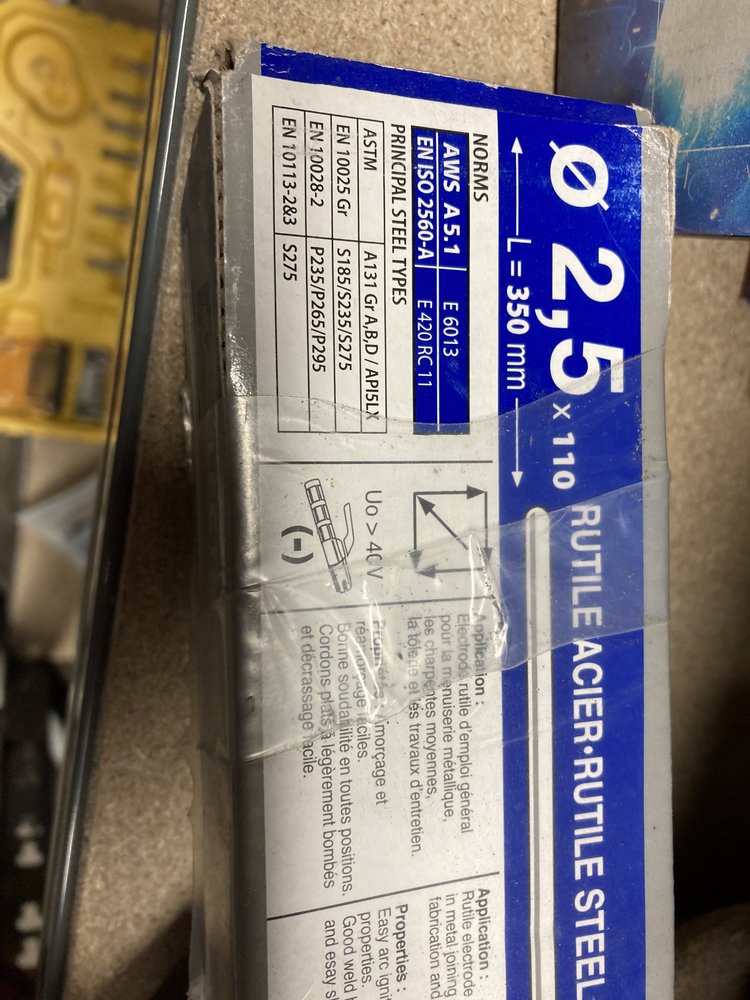 Ø 2,5 x 110 RUTILE ACIER•RUTILE STEEL
L = 350 mm
NORMS
AWS A 5.1 E 6013
EN ISO 2560-A E 420 RC 11
PRINCIPAL STEEL TYPES
ASTM A131 Gr A,B,D / API5LX
EN 10025 Gr S185/S235/S275
EN 10028-2 P235/P265/P295
EN 10113-2&3 S275
Uo > 40 V
(-)
Application :
Electrode rutile d'emploi général
pour la menuiserie métallique,
les charpentes moyennes,
la tôlerie et les travaux d'entretien.
Propriétés : Amorçage et
réamorçage faciles.
Bonne soudabilité en toutes positions.
Cordons plats à légèrement bombés
et décrassage facile.
Application :
Rutile electrode
in metal joining
fabrication and
Properties :
Easy arc igni
properties.
Good weld
and esay s